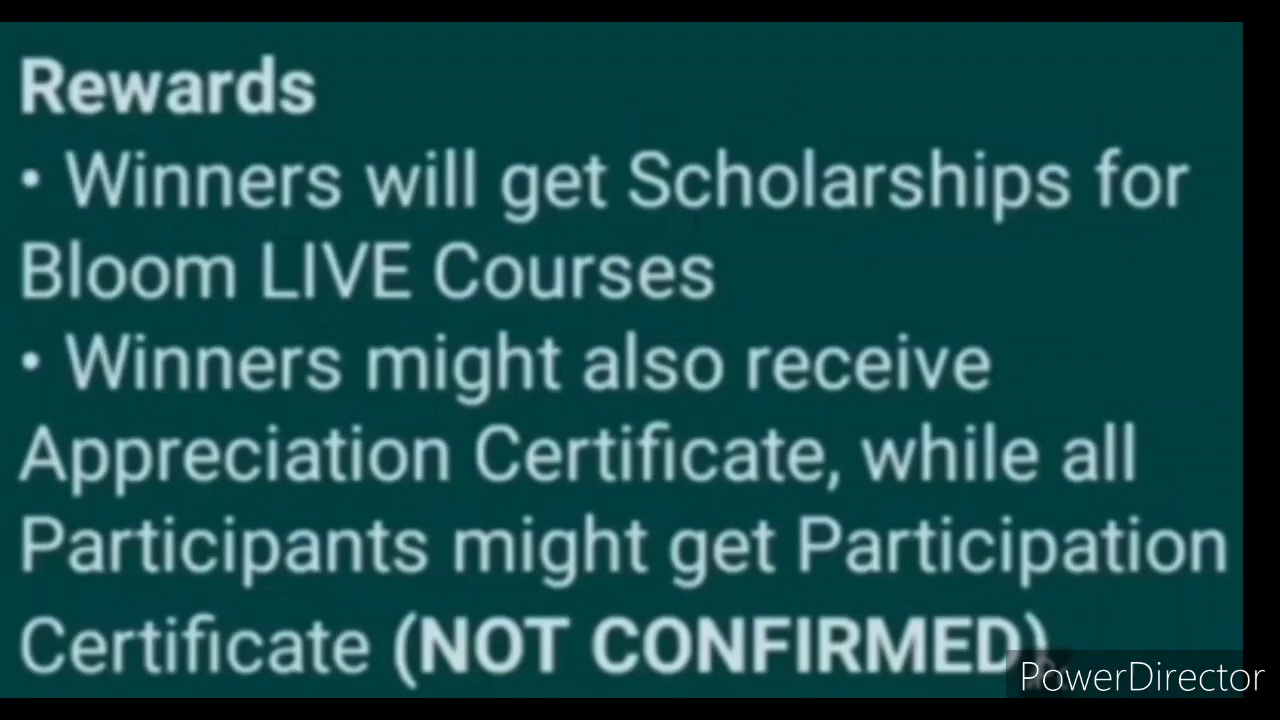 Rewards
• Winners will get Scholarships for
Bloom LIVE Courses
• Winners might also receive
Appreciation Certificate, while all
Participants might get Participation
Certificate (NOT CONFIRMED)
PowerDirector